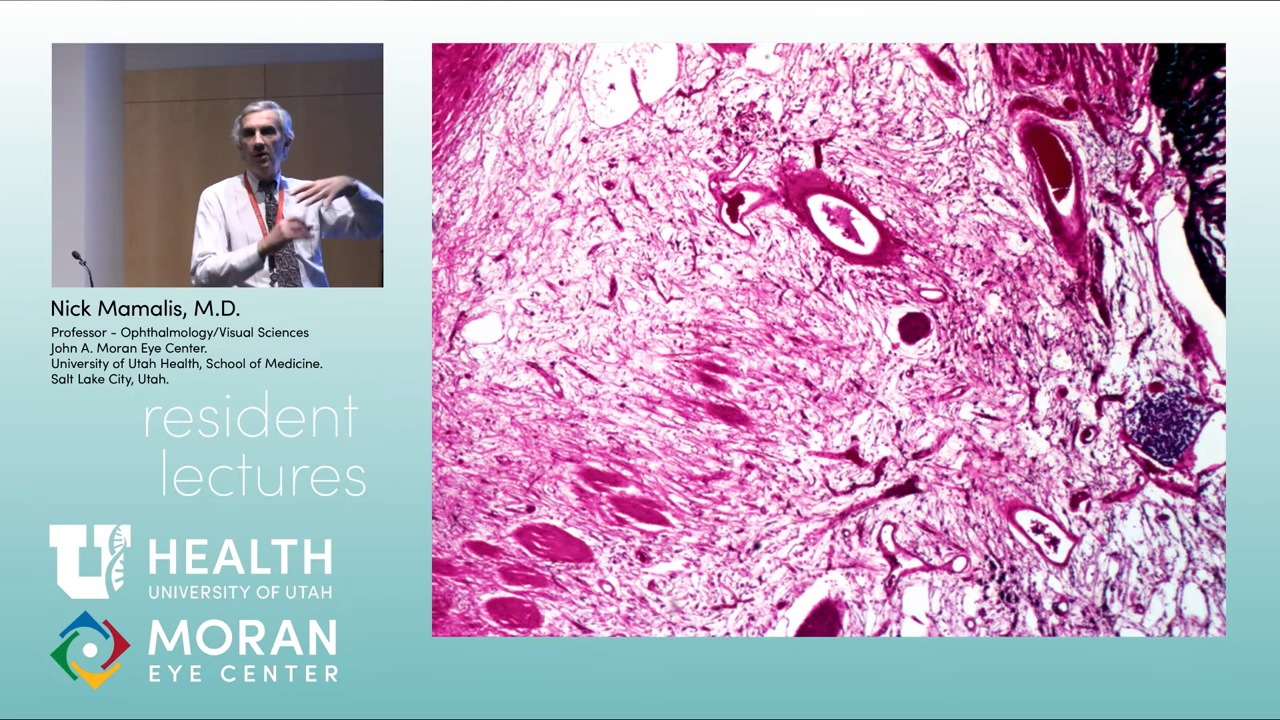 Nick Mamalis, M.D.
Professor - Ophthalmology/Visual Sciences
John A. Moran Eye Center.
University of Utah Health, School of Medicine.
Salt Lake City, Utah.
resident
lectures
U HEALTH
UNIVERSITY OF UTAH
MORAN
EYE CENTER